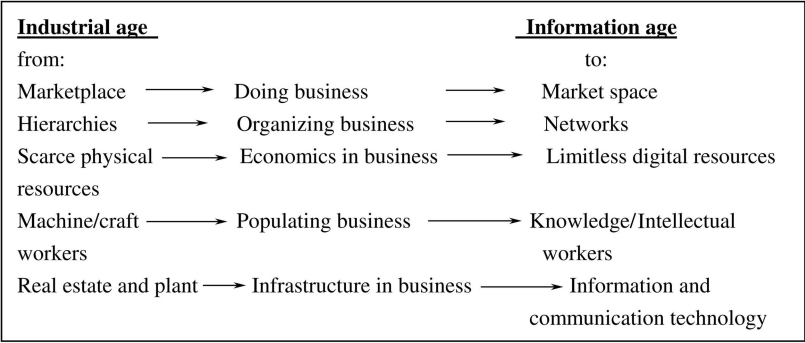 Industrial age Information age
from: to:
Marketplace Doing business Market space
Hierarchies Organizing business Networks
Scarce physical Economics in business Limitless digital resources
resources
Machine/craft Populating business Knowledge/Intellectual
workers workers
Real estate and plant Infrastructure in business Information and
communication technology